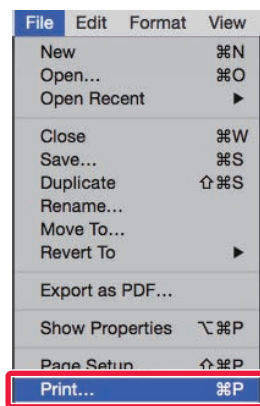 File Edit Format View
New ⌘N
Open... ⌘O
Open Recent ▶
Close ⌘W
Save... ⌘S
Duplicate ⇧⌘S
Rename...
Move To...
Revert To ▶
Export as PDF...
Show Properties ⌥⌘P
Page Setup ⇧⌘P
Print... ⌘P